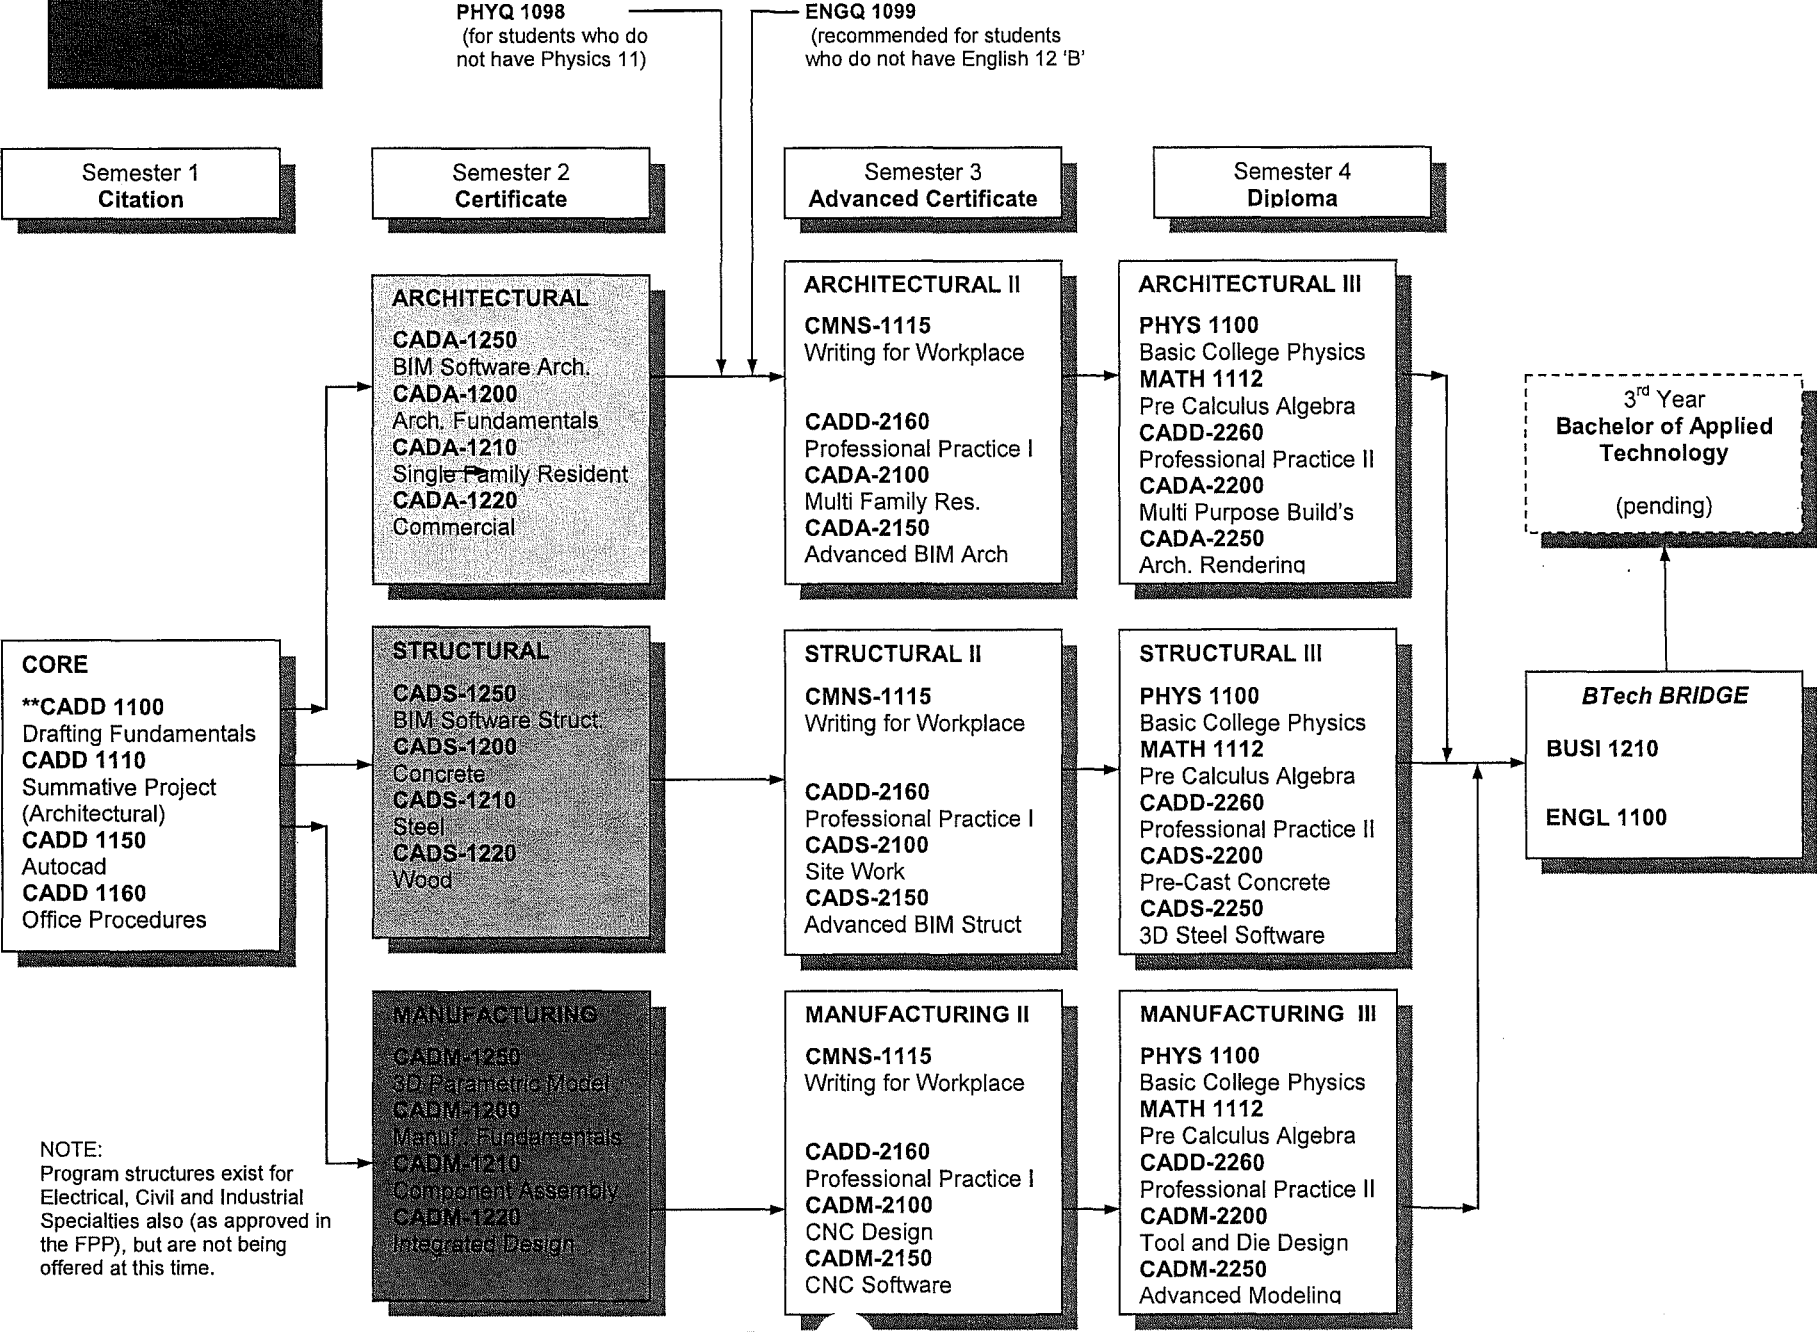 PHYQ 1098
(for students who do
not have Physics 11)
ENGQ 1099
(recommended for students
who do not have English 12 'B'
Semester 1
Citation
Semester 2
Certificate
Semester 3
Advanced Certificate
Semester 4
Diploma
ARCHITECTURAL
CADA-1250
BIM Software Arch.
CADA-1200
Arch. Fundamentals
CADA-1210
Single Family Resident
CADA-1220
Commercial
ARCHITECTURAL II
CMNS-1115
Writing for Workplace
CADD-2160
Professional Practice I
CADA-2100
Multi Family Res.
CADA-2150
Advanced BIM Arch
ARCHITECTURAL III
PHYS 1100
Basic College Physics
MATH 1112
Pre Calculus Algebra
CADD-2260
Professional Practice II
CADA-2200
Multi Purpose Build's
CADA-2250
Arch. Rendering
3rd Year
Bachelor of Applied
Technology
(pending)
CORE
**CADD 1100
Drafting Fundamentals
CADD 1110
Summative Project
(Architectural)
CADD 1150
Autocad
CADD 1160
Office Procedures
STRUCTURAL
CADS-1250
BIM Software Struct.
CADS-1200
Concrete
CADS-1210
Steel
CADS-1220
Wood
STRUCTURAL II
CMNS-1115
Writing for Workplace
CADD-2160
Professional Practice I
CADS-2100
Site Work
CADS-2150
Advanced BIM Struct
STRUCTURAL III
PHYS 1100
Basic College Physics
MATH 1112
Pre Calculus Algebra
CADD-2260
Professional Practice II
CADS-2200
Pre-Cast Concrete
CADS-2250
3D Steel Software
BTech BRIDGE
BUSI 1210
ENGL 1100
MANUFACTURING
CADM-1250
3D Parametric Model
CADM-1200
Manuf. Fundamentals
CADM-1210
Component Assembly
CADM-1220
Integrated Design
MANUFACTURING II
CMNS-1115
Writing for Workplace
CADD-2160
Professional Practice I
CADM-2100
CNC Design
CADM-2150
CNC Software
MANUFACTURING III
PHYS 1100
Basic College Physics
MATH 1112
Pre Calculus Algebra
CADD-2260
Professional Practice II
CADM-2200
Tool and Die Design
CADM-2250
Advanced Modeling
NOTE:
Program structures exist for
Electrical, Civil and Industrial
Specialties also (as approved in
the FPP), but are not being
offered at this time.